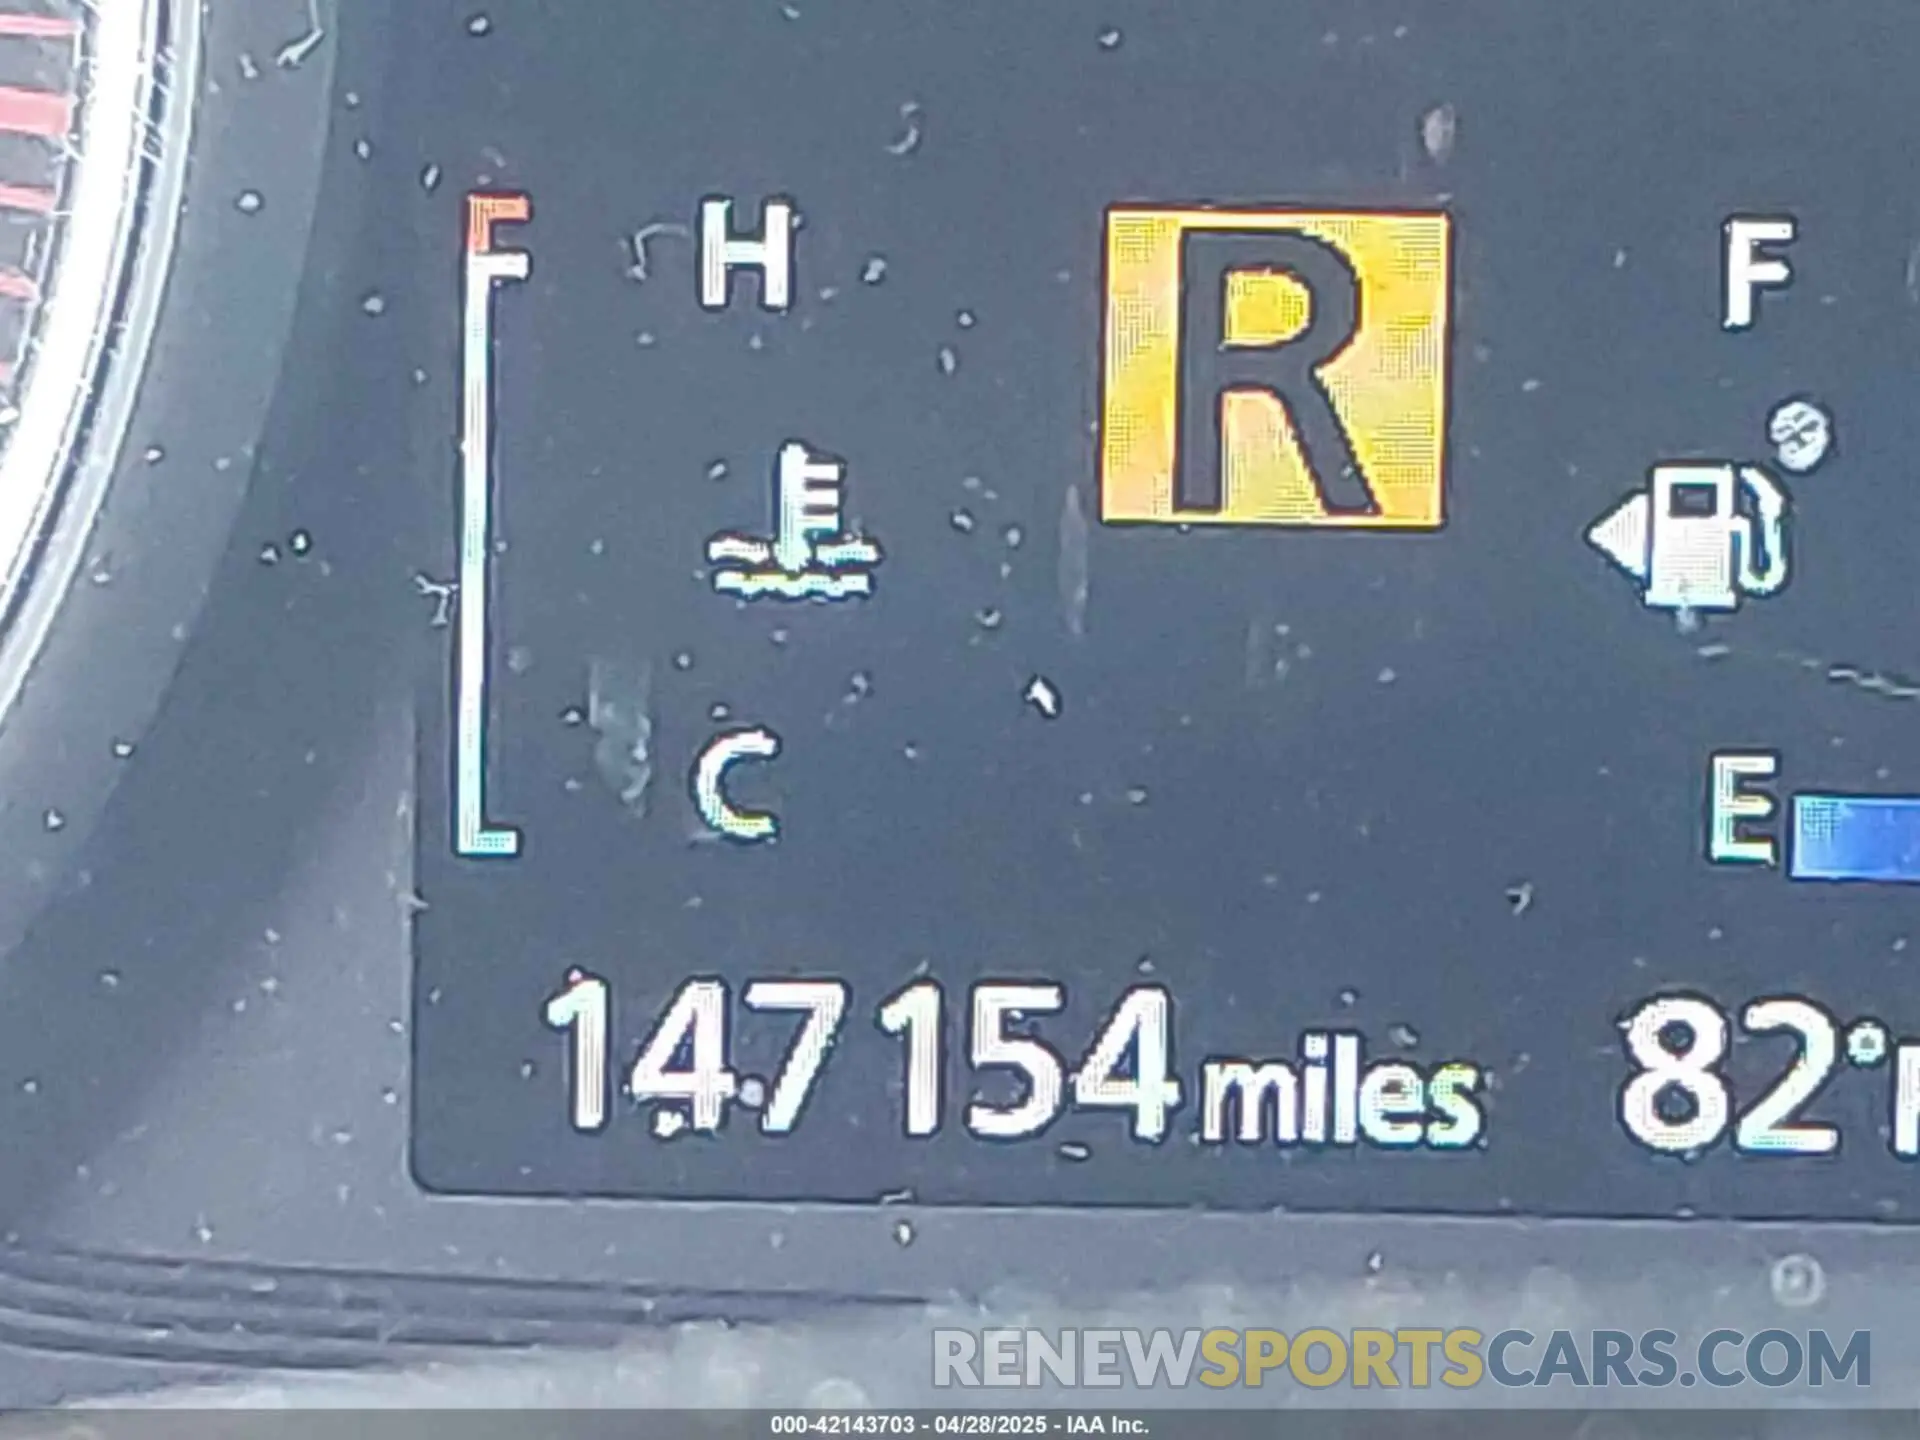 H
R
F
C
E
147154 miles
82°
RENEWSPORTSCARS.COM
000-42143703 - 04/28/2025 - IAA Inc.